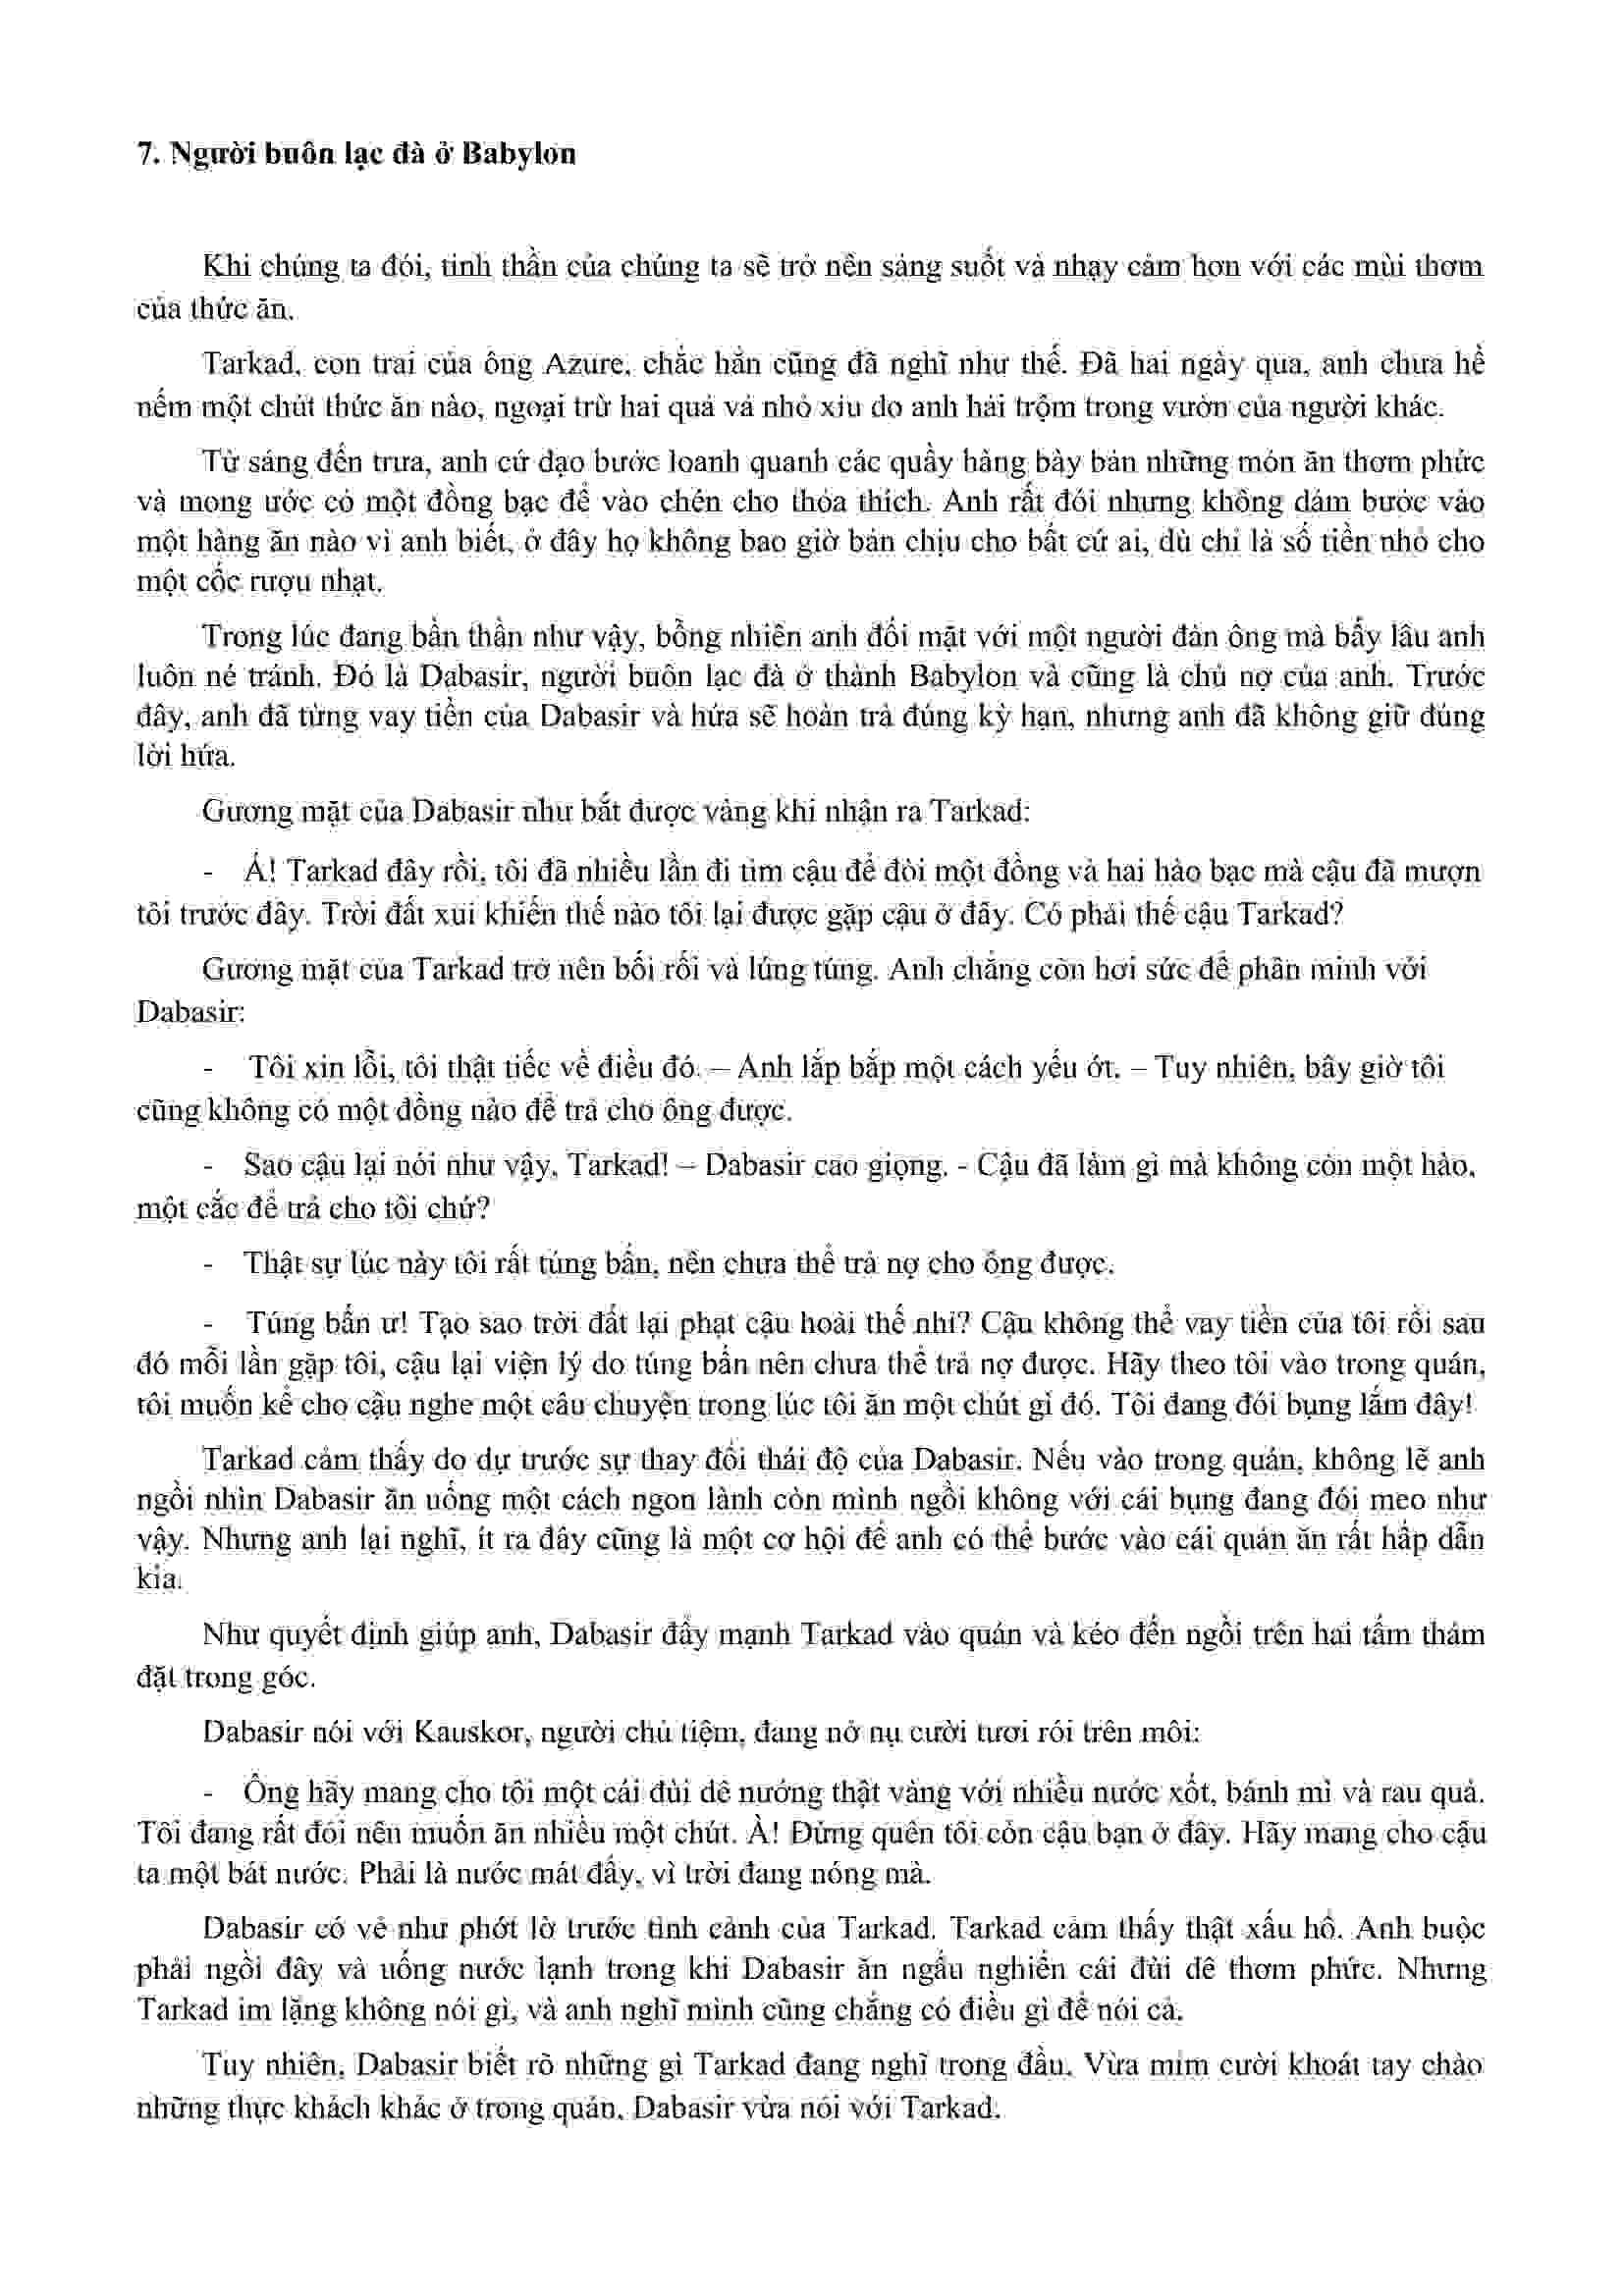 7. Người buôn lạc đà ở Babylon
Khi chúng ta đói, tinh thần của chúng ta sẽ trở nên sáng suốt và nhạy cảm hơn với các mùi thơm
của thức ăn.
Tarkad, con trai của ông Azure, chắc hẳn cũng đã nghĩ như thế. Đã hai ngày qua, anh chưa hề
nếm một chút thức ăn nào, ngoại trừ hai quả vả nhỏ xíu do anh hái trộm trong vườn của người khác.
Từ sáng đến trưa, anh cứ dạo bước loanh quanh các quầy hàng bày bán những món ăn thơm phức
và mong ước có một đồng bạc để vào chén cho thỏa thích. Anh rất đói nhưng không dám bước vào
một hàng ăn nào vì anh biết, ở đây họ không bao giờ bán chịu cho bất cứ ai, dù chỉ là số tiền nhỏ cho
một cốc rượu nhạt.
Trong lúc đang bần thần như vậy, bỗng nhiên anh đối mặt với một người đàn ông mà bấy lâu anh
luôn né tránh. Đó là Dabasir, người buôn lạc đà ở thành Babylon và cũng là chủ nợ của anh. Trước
đây, anh đã từng vay tiền của Dabasir và hứa sẽ hoàn trả đúng kỳ hạn, nhưng anh đã không giữ đúng
lời hứa.
Gương mặt của Dabasir như bắt được vàng khi nhận ra Tarkad:
- Á! Tarkad đây rồi, tôi đã nhiều lần đi tìm cậu để đòi một đồng và hai hào bạc mà cậu đã mượn
tôi trước đây. Trời đất xui khiến thế nào tôi lại được gặp cậu ở đây. Có phải thế cậu Tarkad?
Gương mặt của Tarkad trở nên bối rối và lúng túng. Anh chẳng còn hơi sức để phân minh với
Dabasir:
- Tôi xin lỗi, tôi thật tiếc về điều đó. – Anh lắp bắp một cách yếu ớt. – Tuy nhiên, bây giờ tôi
cũng không có một đồng nào để trả cho ông được.
- Sao cậu lại nói như vậy, Tarkad! – Dabasir cao giọng. - Cậu đã làm gì mà không còn một hào,
một cắc để trả cho tôi chứ?
- Thật sự lúc này tôi rất túng bấn, nên chưa thể trả nợ cho ông được.
- Túng bấn ư! Tạo sao trời đất lại phạt cậu hoài thế nhỉ? Cậu không thể vay tiền của tôi rồi sau
đó mỗi lần gặp tôi, cậu lại viện lý do túng bấn nên chưa thể trả nợ được. Hãy theo tôi vào trong quán,
tôi muốn kể cho cậu nghe một câu chuyện trong lúc tôi ăn một chút gì đó. Tôi đang đói bụng lắm đây!
Tarkad cảm thấy do dự trước sự thay đổi thái độ của Dabasir. Nếu vào trong quán, không lẽ anh
ngồi nhìn Dabasir ăn uống một cách ngon lành còn mình ngồi không với cái bụng đang đói meo như
vậy. Nhưng anh lại nghĩ, ít ra đây cũng là một cơ hội để anh có thể bước vào cái quán ăn rất hấp dẫn
kia.
Như quyết định giúp anh, Dabasir đẩy mạnh Tarkad vào quán và kéo đến ngồi trên hai tấm thảm
đặt trong góc.
Dabasir nói với Kauskor, người chủ tiệm, đang nở nụ cười tươi rói trên môi:
- Ông hãy mang cho tôi một cái đùi dê nướng thật vàng với nhiều nước xốt, bánh mì và rau quả.
Tôi đang rất đói nên muốn ăn nhiều một chút. À! Đừng quên tôi còn cậu bạn ở đây. Hãy mang cho cậu
ta một bát nước. Phải là nước mát đấy, vì trời đang nóng mà.
Dabasir có vẻ như phớt lờ trước tình cảnh của Tarkad. Tarkad cảm thấy thật xấu hổ. Anh buộc
phải ngồi đây và uống nước lạnh trong khi Dabasir ăn ngấu nghiến cái đùi dê thơm phức. Nhưng
Tarkad im lặng không nói gì, và anh nghĩ mình cũng chẳng có điều gì để nói cả.
Tuy nhiên, Dabasir biết rõ những gì Tarkad đang nghĩ trong đầu. Vừa mỉm cười khoát tay chào
những thực khách khác ở trong quán, Dabasir vừa nói với Tarkad.